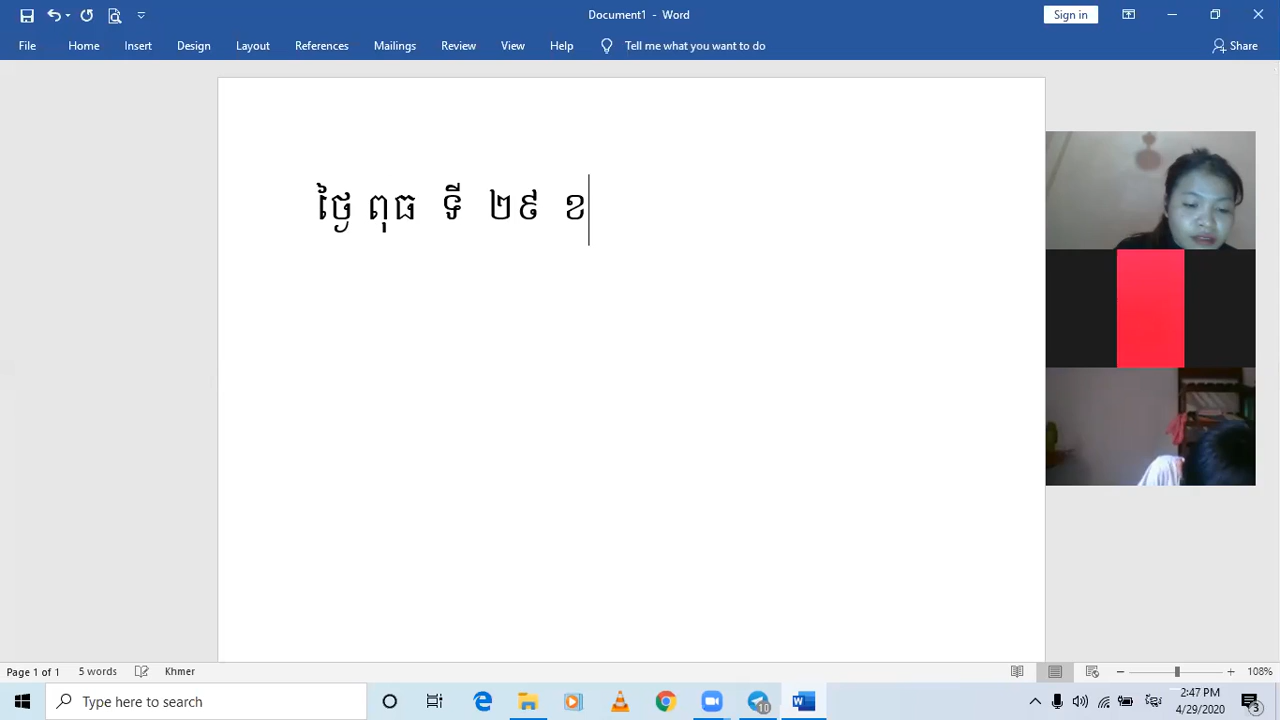 Document1 - Word
Sign in
File Home Insert Design Layout References Mailings Review View Help Tell me what you want to do Share
ថ្ងៃ ពុធ ទី ២៩ ខ
Page 1 of 1 5 words Khmer 108%
Type here to search
10
2:47 PM
4/29/2020
3